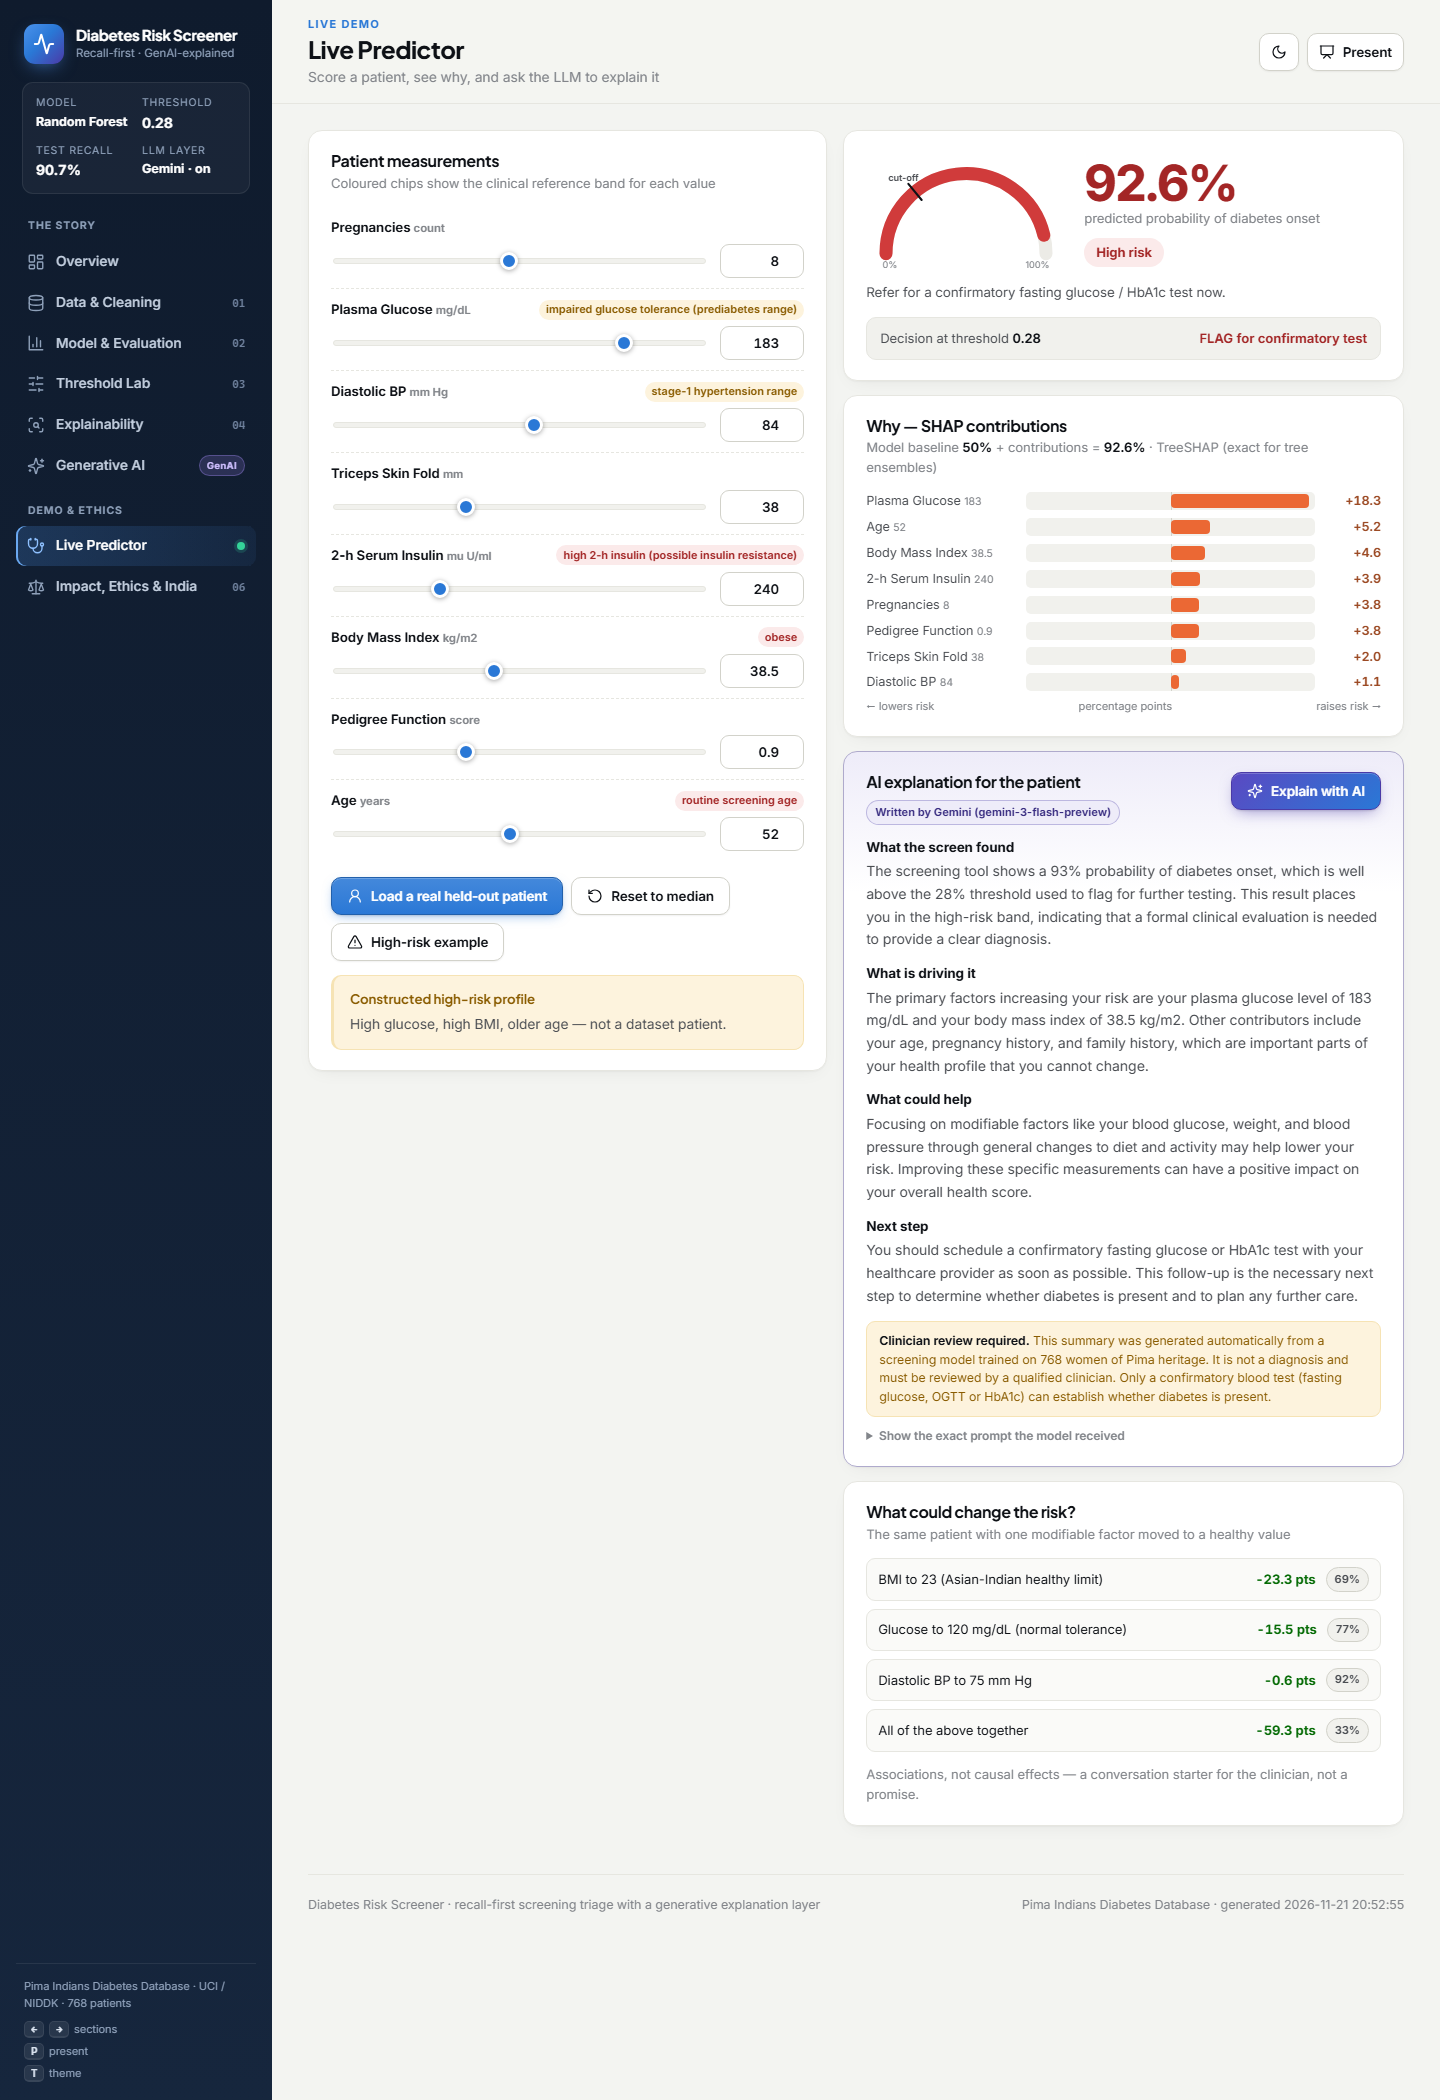 Diabetes Risk Screener
Recall-first · GenAI-explained
MODEL
Random Forest
THRESHOLD
0.28
TEST RECALL
90.7%
LLM LAYER
Gemini · on
THE STORY
Overview
Data & Cleaning 01
Model & Evaluation 02
Threshold Lab 03
Explainability 04
Generative AI GenAI
DEMO & ETHICS
Live Predictor
Impact, Ethics & India 06
Pima Indians Diabetes Database · UCI /
NIDDK · 768 patients
← → sections
P present
T theme
LIVE DEMO
Live Predictor
Score a patient, see why, and ask the LLM to explain it
Present
Patient measurements
Coloured chips show the clinical reference band for each value
Pregnancies count
8
Plasma Glucose mg/dL impaired glucose tolerance (prediabetes range)
183
Diastolic BP mm Hg stage-1 hypertension range
84
Triceps Skin Fold mm
38
2-h Serum Insulin mu U/ml high 2-h insulin (possible insulin resistance)
240
Body Mass Index kg/m2 obese
38.5
Pedigree Function score
0.9
Age years routine screening age
52
Load a real held-out patient
Reset to median
High-risk example
Constructed high-risk profile
High glucose, high BMI, older age — not a dataset patient.
cut-off
0% 100%
92.6%
predicted probability of diabetes onset
High risk
Refer for a confirmatory fasting glucose / HbA1c test now.
Decision at threshold 0.28 FLAG for confirmatory test
Why — SHAP contributions
Model baseline 50% + contributions = 92.6% · TreeSHAP (exact for tree
ensembles)
Plasma Glucose 183 +18.3
Age 52 +5.2
Body Mass Index 38.5 +4.6
2-h Serum Insulin 240 +3.9
Pregnancies 8 +3.8
Pedigree Function 0.9 +3.8
Triceps Skin Fold 38 +2.0
Diastolic BP 84 +1.1
← lowers risk percentage points raises risk →
AI explanation for the patient
Written by Gemini (gemini-3-flash-preview)
Explain with AI
What the screen found
The screening tool shows a 93% probability of diabetes onset, which is well
above the 28% threshold used to flag for further testing. This result places
you in the high-risk band, indicating that a formal clinical evaluation is needed
to provide a clear diagnosis.
What is driving it
The primary factors increasing your risk are your plasma glucose level of 183
mg/dL and your body mass index of 38.5 kg/m2. Other contributors include
your age, pregnancy history, and family history, which are important parts of
your health profile that you cannot change.
What could help
Focusing on modifiable factors like your blood glucose, weight, and blood
pressure through general changes to diet and activity may help lower your
risk. Improving these specific measurements can have a positive impact on
your overall health score.
Next step
You should schedule a confirmatory fasting glucose or HbA1c test with your
healthcare provider as soon as possible. This follow-up is the necessary next
step to determine whether diabetes is present and to plan any further care.
Clinician review required. This summary was generated automatically from a
screening model trained on 768 women of Pima heritage. It is not a diagnosis and
must be reviewed by a qualified clinician. Only a confirmatory blood test (fasting
glucose, OGTT or HbA1c) can establish whether diabetes is present.
▶ Show the exact prompt the model received
What could change the risk?
The same patient with one modifiable factor moved to a healthy value
BMI to 23 (Asian-Indian healthy limit) -23.3 pts 69%
Glucose to 120 mg/dL (normal tolerance) -15.5 pts 77%
Diastolic BP to 75 mm Hg -0.6 pts 92%
All of the above together -59.3 pts 33%
Associations, not causal effects — a conversation starter for the clinician, not a
promise.
Diabetes Risk Screener · recall-first screening triage with a generative explanation layer
Pima Indians Diabetes Database · generated 2026-11-21 20:52:55